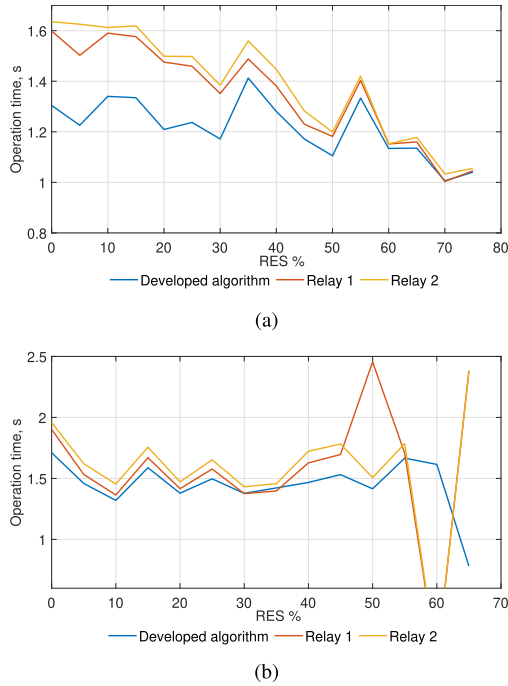 1.6
1.4
1.2
1
0.8
Operation time, s
0 10 20 30 40 50 60 70 80
RES %
Developed algorithm Relay 1 Relay 2
(a)
2.5
2
1.5
1
Operation time, s
0 10 20 30 40 50 60 70
RES %
Developed algorithm Relay 1 Relay 2
(b)